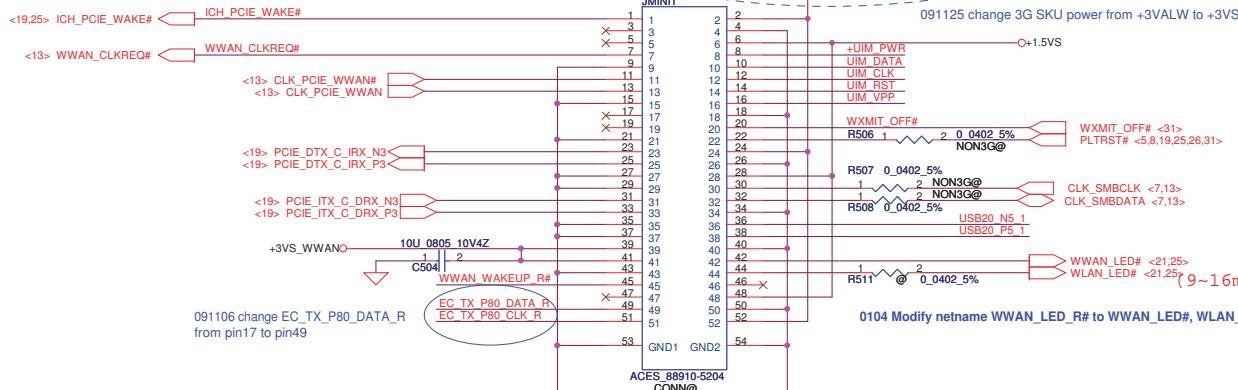 JMINIT
<19,25> ICH_PCIE_WAKE#
ICH_PCIE_WAKE#
091125 change 3G SKU power from +3VALW to +3VS
<13> WWAN_CLKREQ#
WWAN_CLKREQ#
+1.5VS
<13> CLK_PCIE_WWAN#
<13> CLK_PCIE_WWAN
+UIM_PWR
UIM_DATA
UIM_CLK
UIM_RST
UIM_VPP
WXMIT_OFF#
WXMIT_OFF# <31>
R506 1 2 0_0402_5%
NON3G@
PLTRST# <5,8,19,25,26,31>
<19> PCIE_DTX_C_IRX_N3
<19> PCIE_DTX_C_IRX_P3
R507 0_0402_5%
1 2 NON3G@
CLK_SMBCLK <7,13>
1 2 NON3G@
CLK_SMBDATA <7,13>
R508 0_0402_5%
<19> PCIE_ITX_C_DRX_N3
<19> PCIE_ITX_C_DRX_P3
USB20_N5_1
USB20_P5_1
+3VS_WWAN
10U_0805_10V4Z
1 2
C504
WWAN_LED# <21,25>
WLAN_LED# <21,25>
1 2
R511 @ 0_0402_5%
(9~16m
WWAN_WAKEUP_R#
EC_TX_P80_DATA_R
EC_TX_P80_CLK_R
091106 change EC_TX_P80_DATA_R
from pin17 to pin49
0104 Modify netname WWAN_LED_R# to WWAN_LED#, WLAN_
1 1 2 2
3 3 4 4
5 5 6 6
7 7 8 8
9 9 10 10
11 11 12 12
13 13 14 14
15 15 16 16
17 17 18 18
19 19 20 20
21 21 22 22
23 23 24 24
25 25 26 26
27 27 28 28
29 29 30 30
31 31 32 32
33 33 34 34
35 35 36 36
37 37 38 38
39 39 40 40
41 41 42 42
43 43 44 44
45 45 46 46
47 47 48 48
49 49 50 50
51 51 52 52
53 GND1 GND2 54
ACES_88910-5204
CONN@